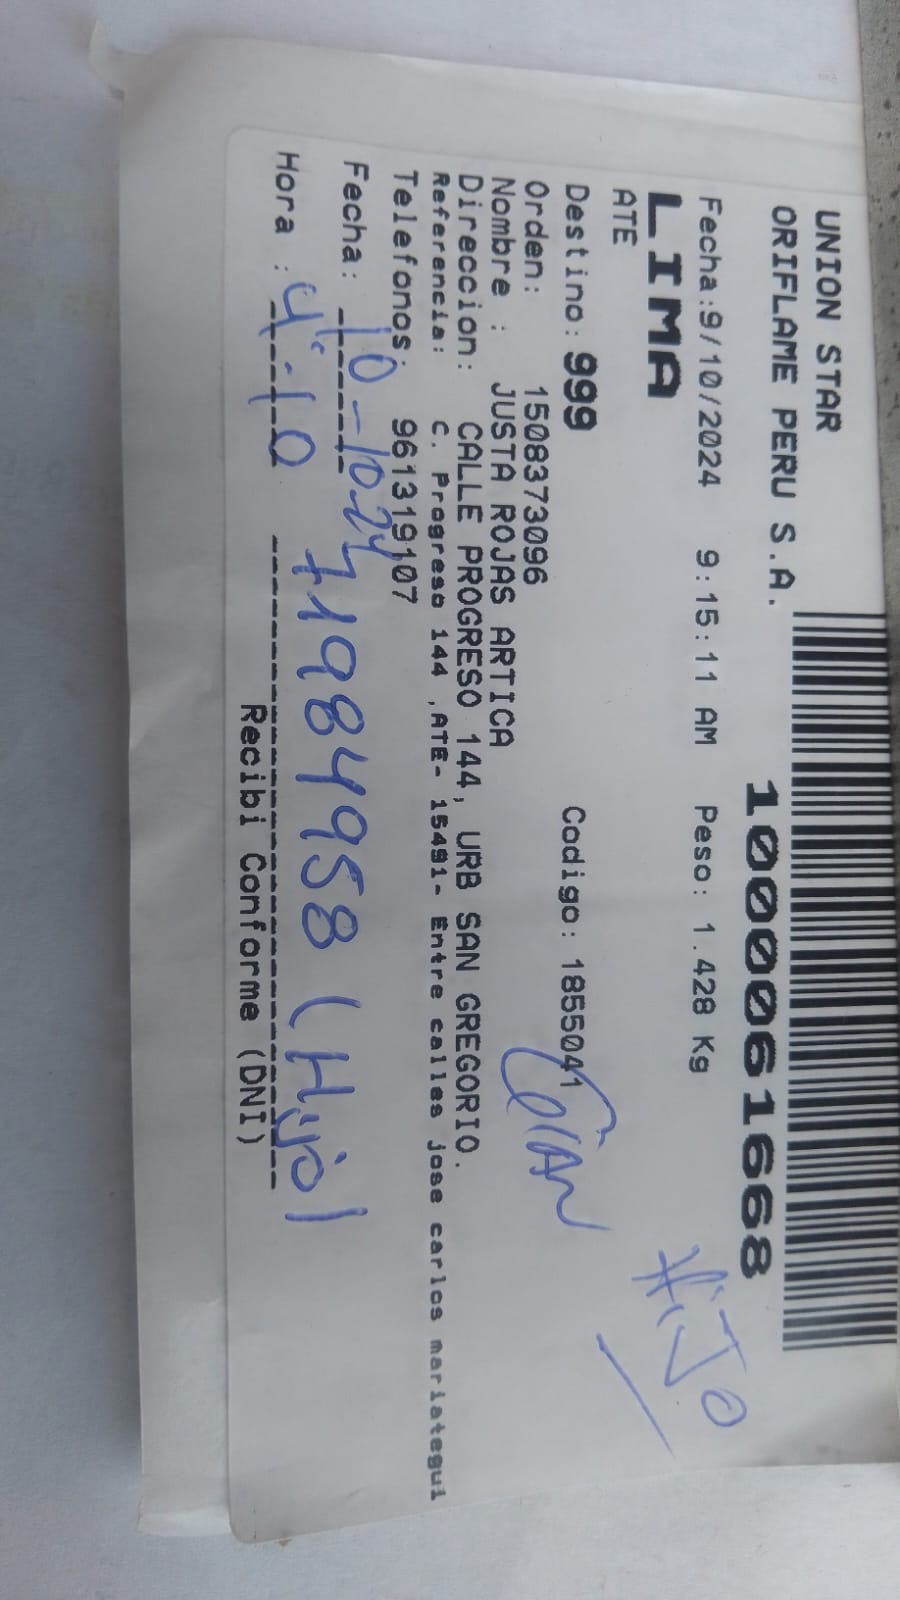 UNION STAR
ORIFLAME PERU S.A.
1000061668
Fecha:9/10/2024 9:15:11 AM Peso: 1.428 Kg
LIMA
HiJo
ATE
Destino: 999 Codigo: 1855041
Orden: 1508373096
Nombre : JUSTA ROJAS ARTICA
Direccion: CALLE PROGRESO 144, URB SAN GREGORIO.
Referencia: c. Progreso 144 ,ATE- 15491- Entre calles jose carlos mariategui
Telefonos: 961319107
Fecha: 10-10-24
71984958 (Hijo)
Hora : 4:10
Recibi Conforme (DNI)